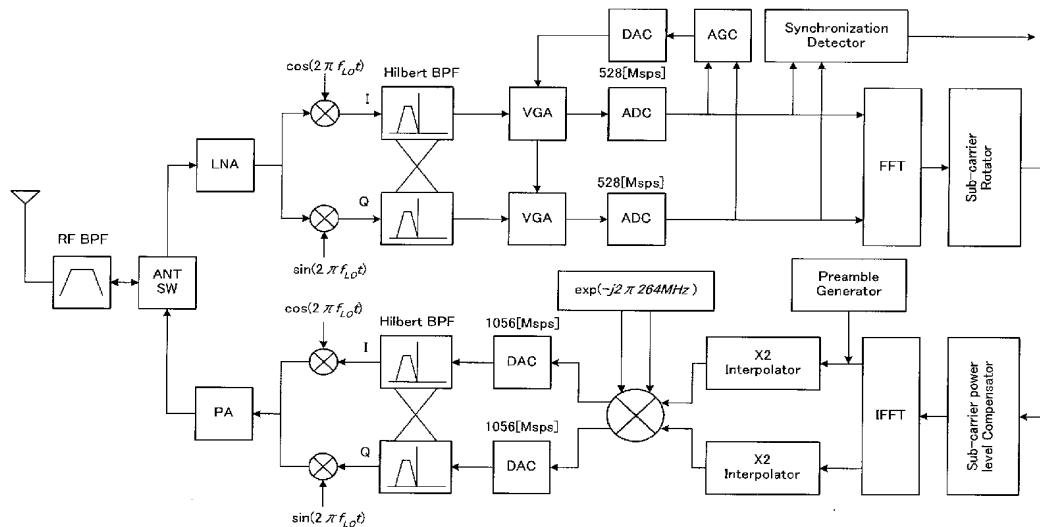 DAC
AGC
Synchronization
Detector
cos(2πf_LO t)
Hilbert BPF
528[Msps]
I
VGA
ADC
LNA
FFT
Sub-carrier
Rotator
Q
528[Msps]
VGA
ADC
RF BPF
sin(2πf_LO t)
ANT
SW
exp(-j2π264MHz)
Preamble
Generator
cos(2πf_LO t)
Hilbert BPF
1056[Msps]
I
DAC
X2
Interpolator
PA
IFFT
Sub-carrier power
level Compensator
1056[Msps]
Q
DAC
X2
Interpolator
sin(2πf_LO t)